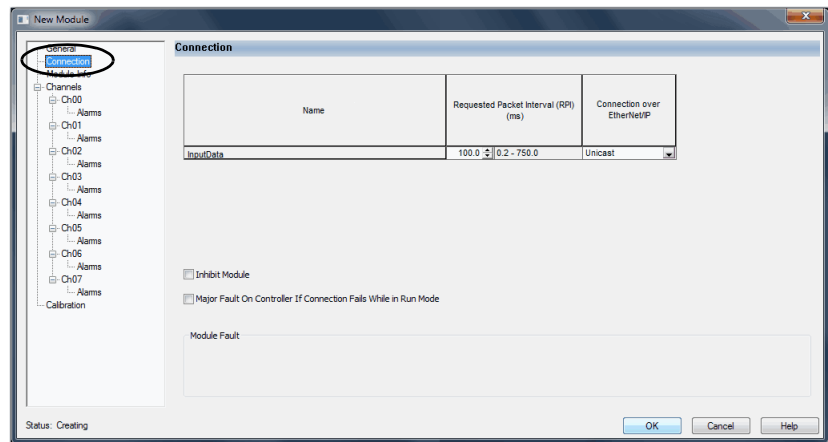 New Module
General
Connection
Module Info
Channels
Ch00
Alarms
Ch01
Alarms
Ch02
Alarms
Ch03
Alarms
Ch04
Alarms
Ch05
Alarms
Ch06
Alarms
Ch07
Alarms
Calibration
Connection
Name
Requested Packet Interval (RPI)
(ms)
Connection over
EtherNet/IP
InputData
100.0
0.2 - 750.0
Unicast
Inhibit Module
Major Fault On Controller If Connection Fails While in Run Mode
Module Fault
Status: Creating
OK
Cancel
Help